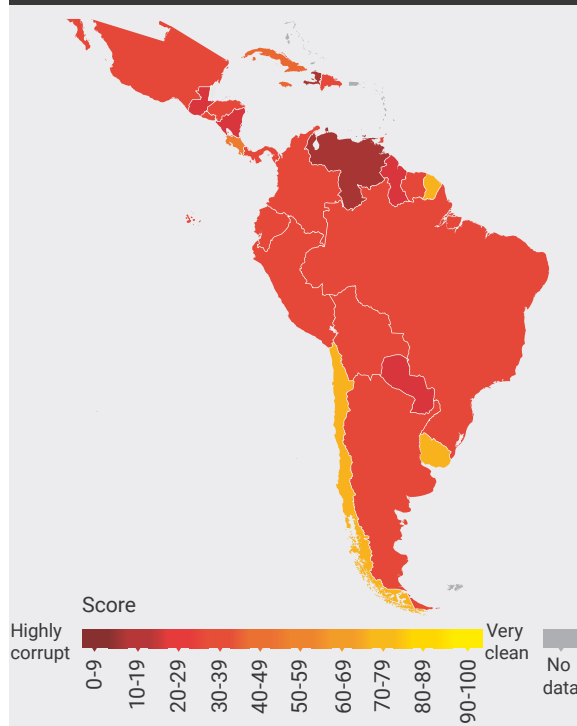 Score
Highly
corrupt
Very
clean
0-9
10-19
20-29
30-39
40-49
50-59
60-69
70-79
80-89
90-100
No
data